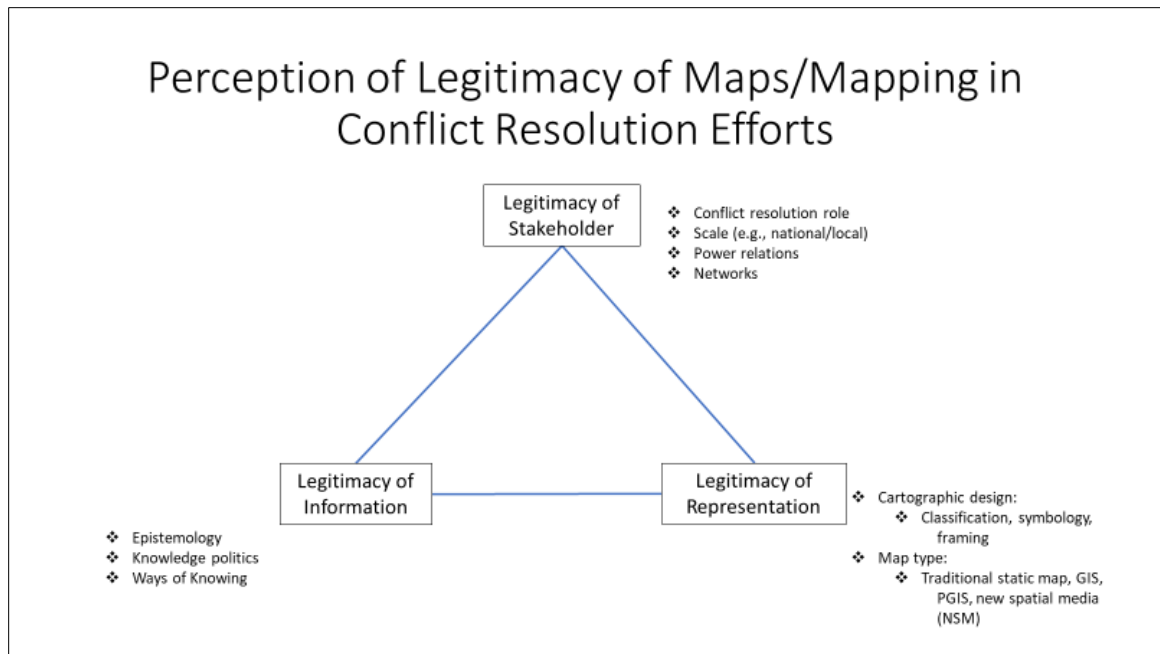 Perception of Legitimacy of Maps/Mapping in
Conflict Resolution Efforts
Legitimacy of
Stakeholder
❖ Conflict resolution role
❖ Scale (e.g., national/local)
❖ Power relations
❖ Networks
Legitimacy of
Information
❖ Epistemology
❖ Knowledge politics
❖ Ways of Knowing
Legitimacy of
Representation
❖ Cartographic design:
❖ Classification, symbology,
framing
❖ Map type:
❖ Traditional static map, GIS,
PGIS, new spatial media
(NSM)